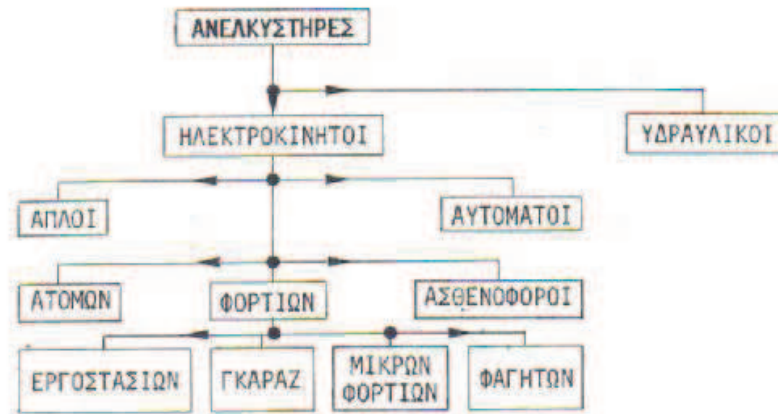 ΑΝΕΛΚΥΣΤΗΡΕΣ
ΗΛΕΚΤΡΟΚΙΝΗΤΟΙ
ΥΔΡΑΥΛΙΚΟΙ
ΑΠΛΟΙ
ΑΥΤΟΜΑΤΟΙ
ΑΤΟΜΩΝ
ΦΟΡΤΙΩΝ
ΑΣΘΕΝΟΦΟΡΟΙ
ΕΡΓΟΣΤΑΣΙΩΝ
ΓΚΑΡΑΖ
ΜΙΚΡΩΝ
ΦΟΡΤΙΩΝ
ΦΑΓΗΤΩΝ